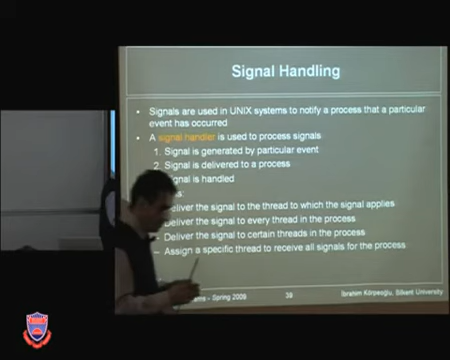 Signal Handling
• Signals are used in UNIX systems to notify a process that a particular
event has occurred
• A signal handler is used to process signals
1. Signal is generated by particular event
2. Signal is delivered to a process
Signal is handled
s:
Deliver the signal to the thread to which the signal applies
Deliver the signal to every thread in the process
– Deliver the signal to certain threads in the process
– Assign a specific thread to receive all signals for the process
ms - Spring 2009 39 İbrahim Körpeoğlu, Bilkent University